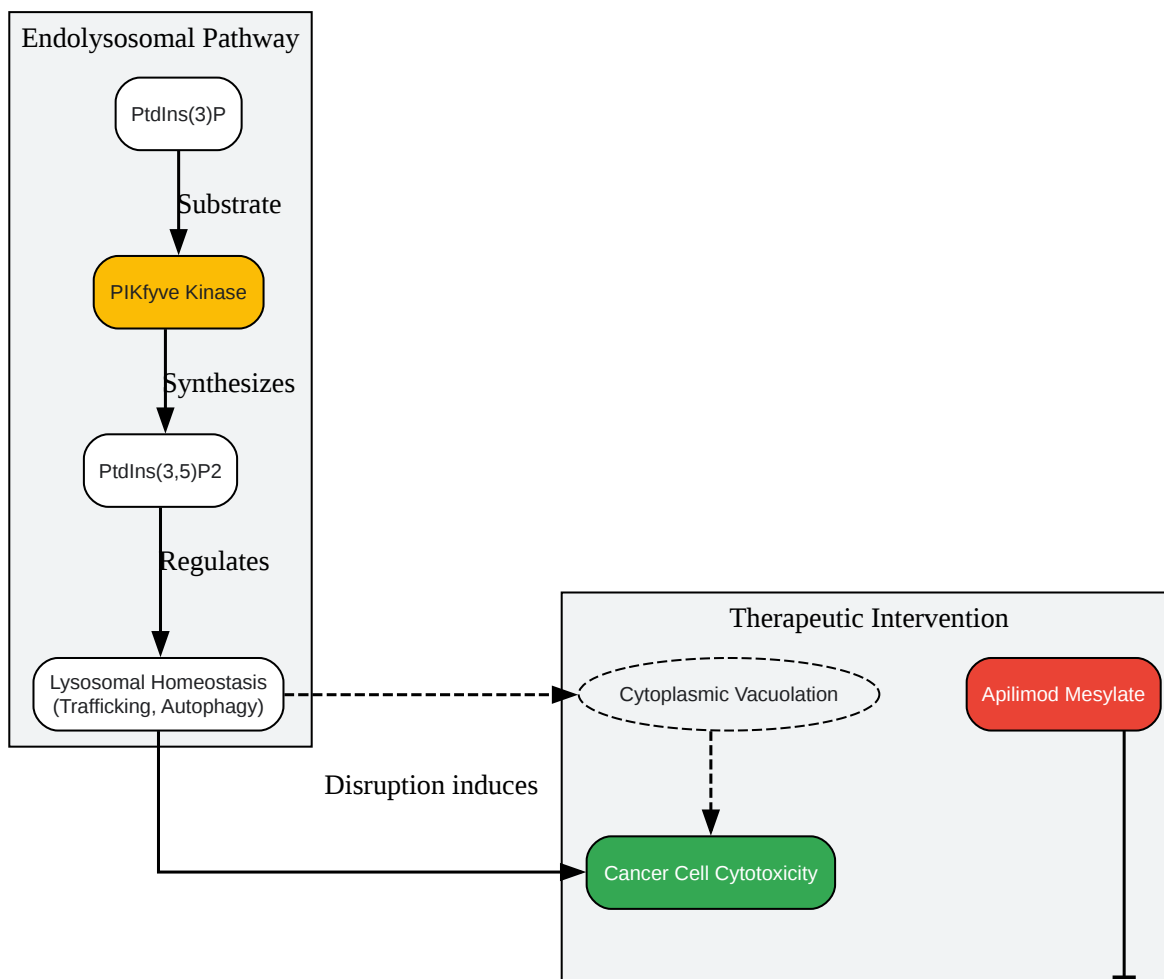 Endolysosomal Pathway
PtdIns(3)P
Substrate
PIKfyve Kinase
Synthesizes
PtdIns(3,5)P2
Regulates
Lysosomal Homeostasis
(Trafficking, Autophagy)
Disruption induces
Therapeutic Intervention
Cytoplasmic Vacuolation
Apilimod Mesylate
Cancer Cell Cytotoxicity